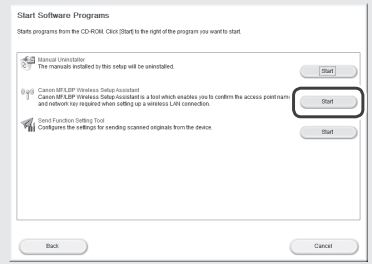 Start Software Programs
Starts programs from the CD-ROM. Click [Start] to the right of the program you want to start.
Manual Uninstaller
The manuals installed by this setup will be uninstalled.
Start
Canon MF/LBP Wireless Setup Assistant
Canon MF/LBP Wireless Setup Assistant is a tool which enables you to confirm the access point name
and network key required when setting up a wireless LAN connection.
Start
Send Function Setting Tool
Configures the settings for sending scanned originals from the device.
Start
Back
Cancel